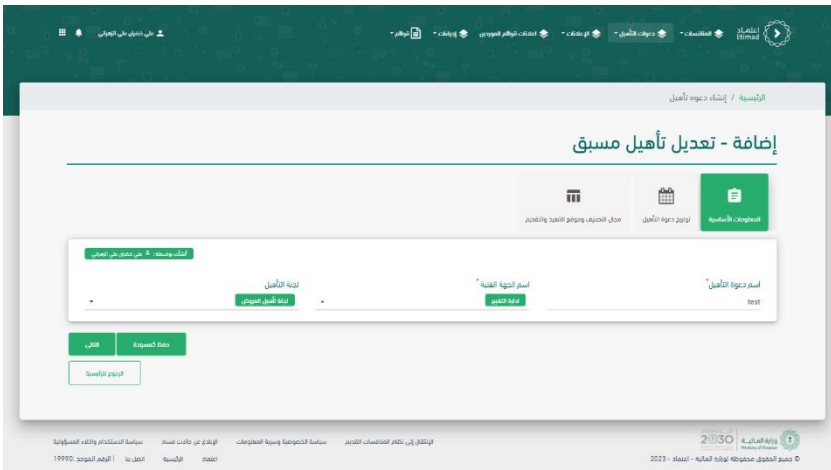 اعتماد
Etimad
المنافسات
دعوات التأهيل
الإعلانات
اعلانات قوائم الموردين
إجراءات
قوائم
علي خضران علي الزهراني
الرئيسية / إنشاء دعوه تأهيل
إضافة - تعديل تأهيل مسبق
المعلومات الأساسية
تواريخ دعوة التأهيل
مجال التصنيف وموقع التنفيذ والتقديم
أنشأت بواسطة : علي خضران علي الزهراني
اسم دعوة التأهيل *
test
اسم الجهة الفنية *
ادارة التغيير
لجنة التأهيل
لجنة تأهيل العروض
حفظ كمسودة
التالى
الرجوع للرئيسية
2030
وزارة المالية
Ministry of Finance
الإنتقال إلى نظام المنافسات القديم
سياسة الخصوصية وسرية المعلومات
الإبلاغ عن حالات فساد
سياسة الاستخدام واخلاء المسؤولية
© جميع الحقوق محفوظة لوزارة المالية - اعتماد - 2023
اعتماد
الرئيسية
اتصل بنا | الرقم الموحد: 19990